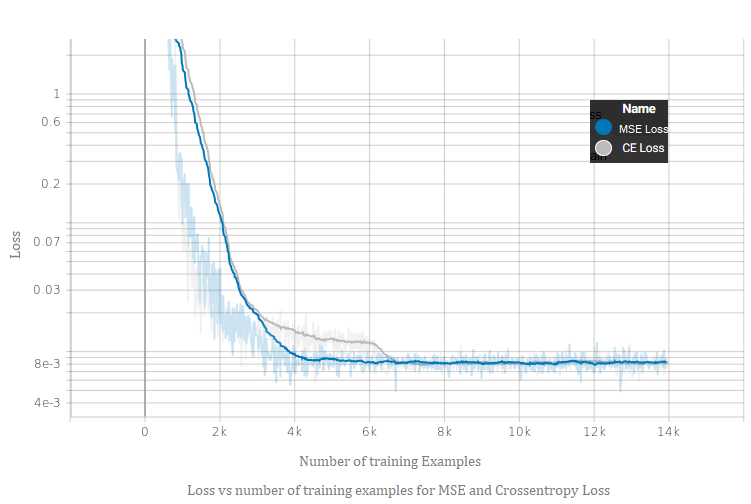 1
0.6
0.2
0.07
0.03
8e-3
4e-3
Loss
Name
MSE Loss
CE Loss
0 2k 4k 6k 8k 10k 12k 14k
Number of training Examples
Loss vs number of training examples for MSE and Crossentropy Loss